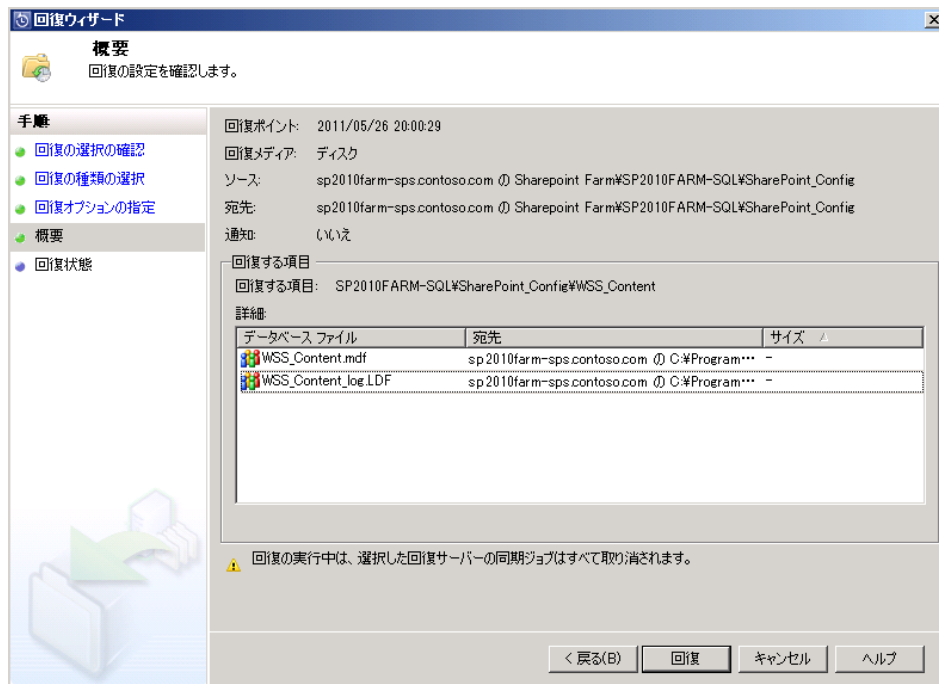 回復ウィザード
概要
回復の設定を確認します。
手順
回復の選択の確認
回復の種類の選択
回復オプションの指定
概要
回復状態
回復ポイント: 2011/05/26 20:00:29
回復メディア: ディスク
ソース: sp2010farm-sps.contoso.com の Sharepoint Farm¥SP2010FARM-SQL¥SharePoint_Config
宛先: sp2010farm-sps.contoso.com の Sharepoint Farm¥SP2010FARM-SQL¥SharePoint_Config
通知: いいえ
回復する項目
回復する項目: SP2010FARM-SQL¥SharePoint_Config¥WSS_Content
詳細:
データベース ファイル 宛先 サイズ
WSS_Content.mdf sp2010farm-sps.contoso.com の C:¥Program… -
WSS_Content_log.LDF sp2010farm-sps.contoso.com の C:¥Program… -
回復の実行中は、選択した回復サーバーの同期ジョブはすべて取り消されます。
< 戻る(B) 回復 キャンセル ヘルプ